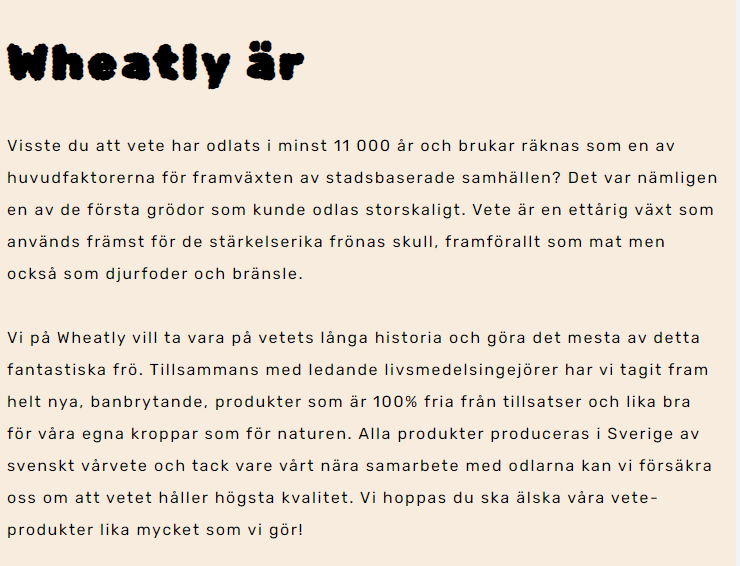 Wheatly är
Visste du att vete har odlats i minst 11 000 år och brukar räknas som en av
huvudfaktorerna för framväxten av stadsbaserade samhällen? Det var nämligen
en av de första grödor som kunde odlas storskaligt. Vete är en ettårig växt som
används främst för de stärkelserika frönas skull, framförallt som mat men
också som djurfoder och bränsle.
Vi på Wheatly vill ta vara på vetets långa historia och göra det mesta av detta
fantastiska frö. Tillsammans med ledande livsmedelsingejörer har vi tagit fram
helt nya, banbrytande, produkter som är 100% fria från tillsatser och lika bra
för våra egna kroppar som för naturen. Alla produkter produceras i Sverige av
svenskt vårvete och tack vare vårt nära samarbete med odlarna kan vi försäkra
oss om att vetet håller högsta kvalitet. Vi hoppas du ska älska våra vete-
produkter lika mycket som vi gör!